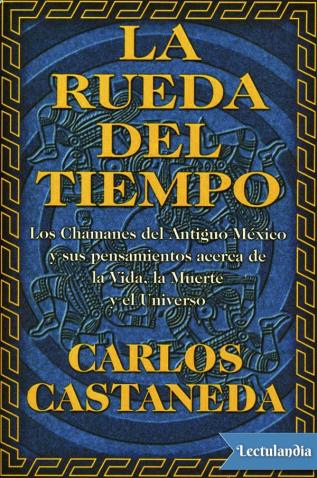 LA
RUEDA
DEL
TIEMPO
Los Chamanes del Antiguo México
y sus pensamientos acerca de
la Vida, la Muerte
y el Universo
CARLOS
CASTANEDA
Lectulandia